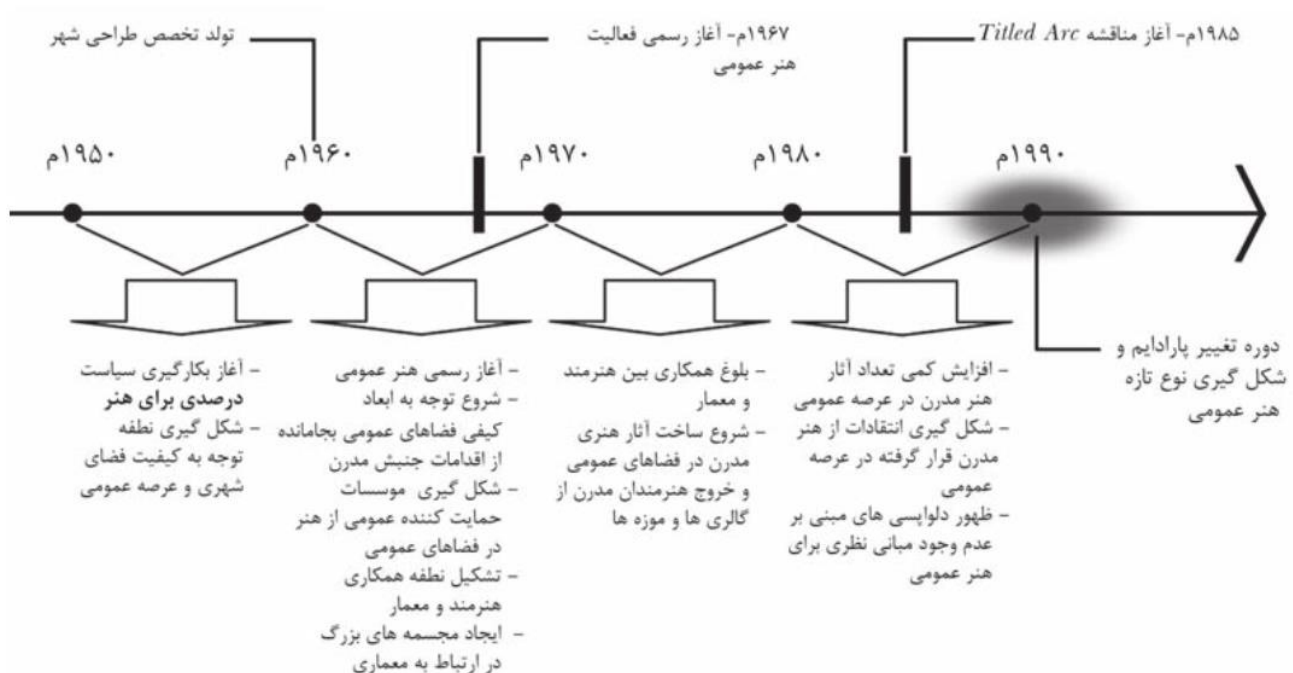 تولد تخصص طراحی شهر
۱۹۶۷م- آغاز رسمی فعالیت
هنر عمومی
۱۹۸۵م- آغاز مناقشه Titled Arc
۱۹۵۰م
۱۹۶۰م
۱۹۷۰م
۱۹۸۰م
۱۹۹۰م
- آغاز بکارگیری سیاست
درصدی برای هنر
- شکل گیری نطفه
توجه به کیفیت فضای
شهری و عرصه عمومی
- آغاز رسمی هنر عمومی
- شروع توجه به ابعاد
کیفی فضاهای عمومی بجامانده
از اقدامات جنبش مدرن
- شکل گیری موسسات
حمایت کننده عمومی از هنر
در فضاهای عمومی
- تشکیل نطفه همکاری
هنرمند و معمار
- ایجاد مجسمه های بزرگ
در ارتباط به معماری
- بلوغ همکاری بین هنرمند
و معمار
- شروع ساخت آثار هنری
مدرن در فضاهای عمومی
و خروج هنرمندان مدرن از
گالری ها و موزه ها
- افزایش کمی تعداد آثار
هنر مدرن در عرصه عمومی
- شکل گیری انتقادات از هنر
مدرن قرار گرفته در عرصه
عمومی
- ظهور دلواپسی های مبنی بر
عدم وجود مبانی نظری برای
هنر عمومی
دوره تغییر پارادایم و
شکل گیری نوع تازه
هنر عمومی